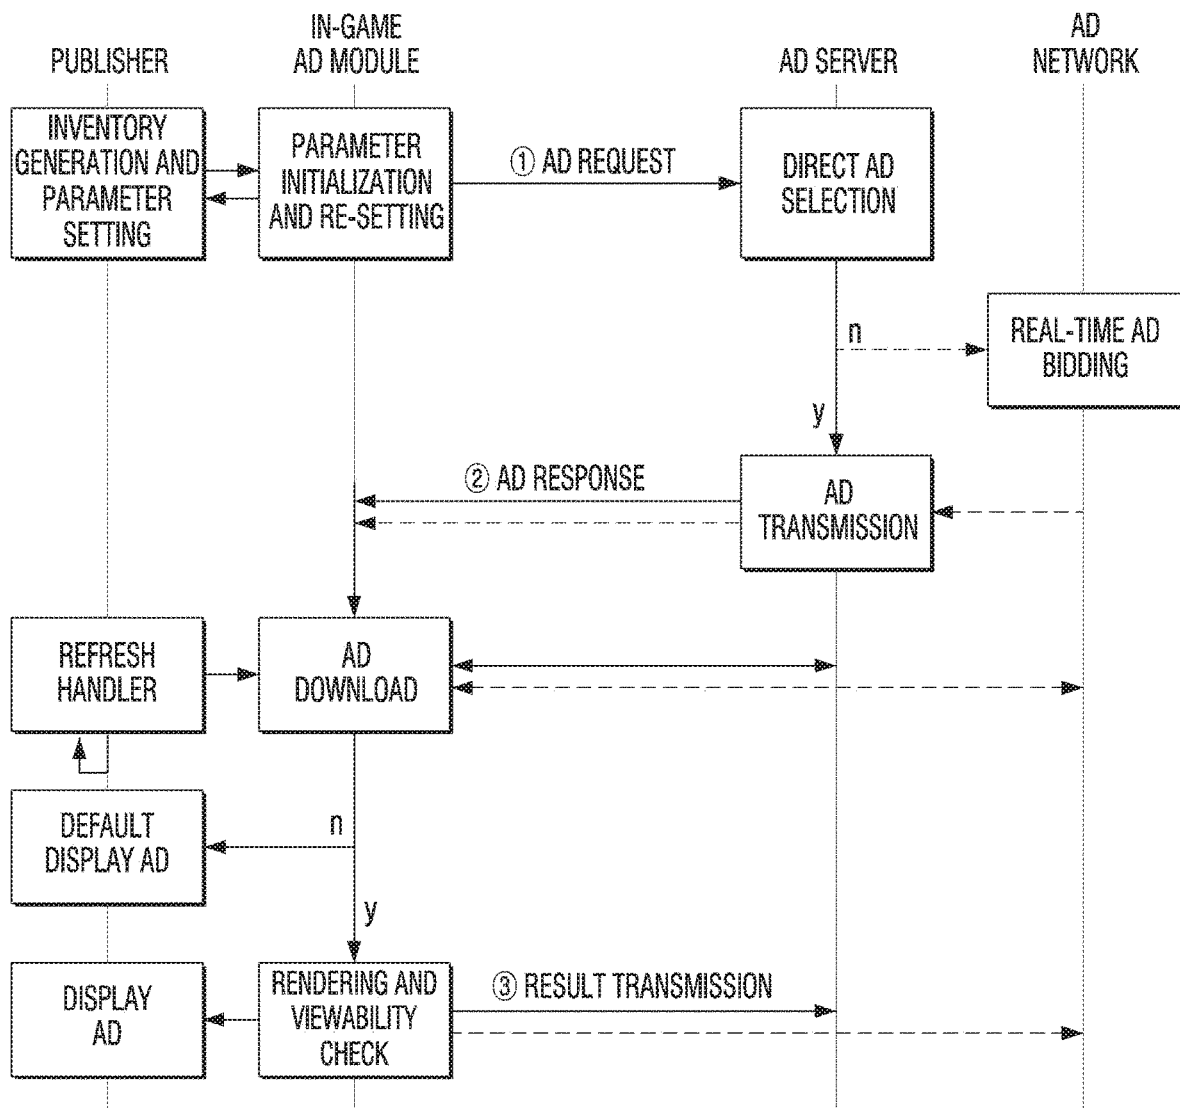 PUBLISHER
IN-GAME
AD MODULE
AD SERVER
AD
NETWORK
INVENTORY
GENERATION AND
PARAMETER
SETTING
PARAMETER
INITIALIZATION
AND RE-SETTING
① AD REQUEST
DIRECT AD
SELECTION
n
REAL-TIME AD
BIDDING
y
② AD RESPONSE
AD
TRANSMISSION
REFRESH
HANDLER
AD
DOWNLOAD
n
DEFAULT
DISPLAY AD
y
DISPLAY
AD
RENDERING AND
VIEWABILITY
CHECK
③ RESULT TRANSMISSION